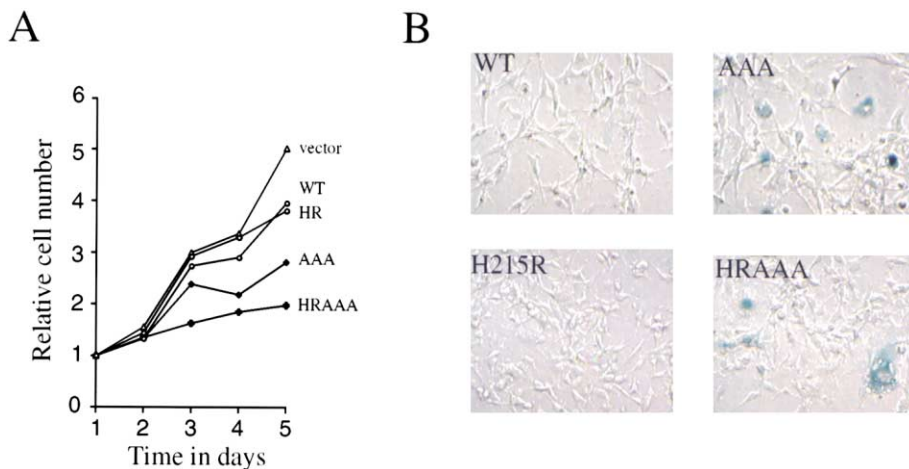 A
B
6
5
4
3
2
1
0
1 2 3 4 5
Relative cell number
Time in days
vector
WT
HR
AAA
HRAAA
WT
AAA
H215R
HRAAA